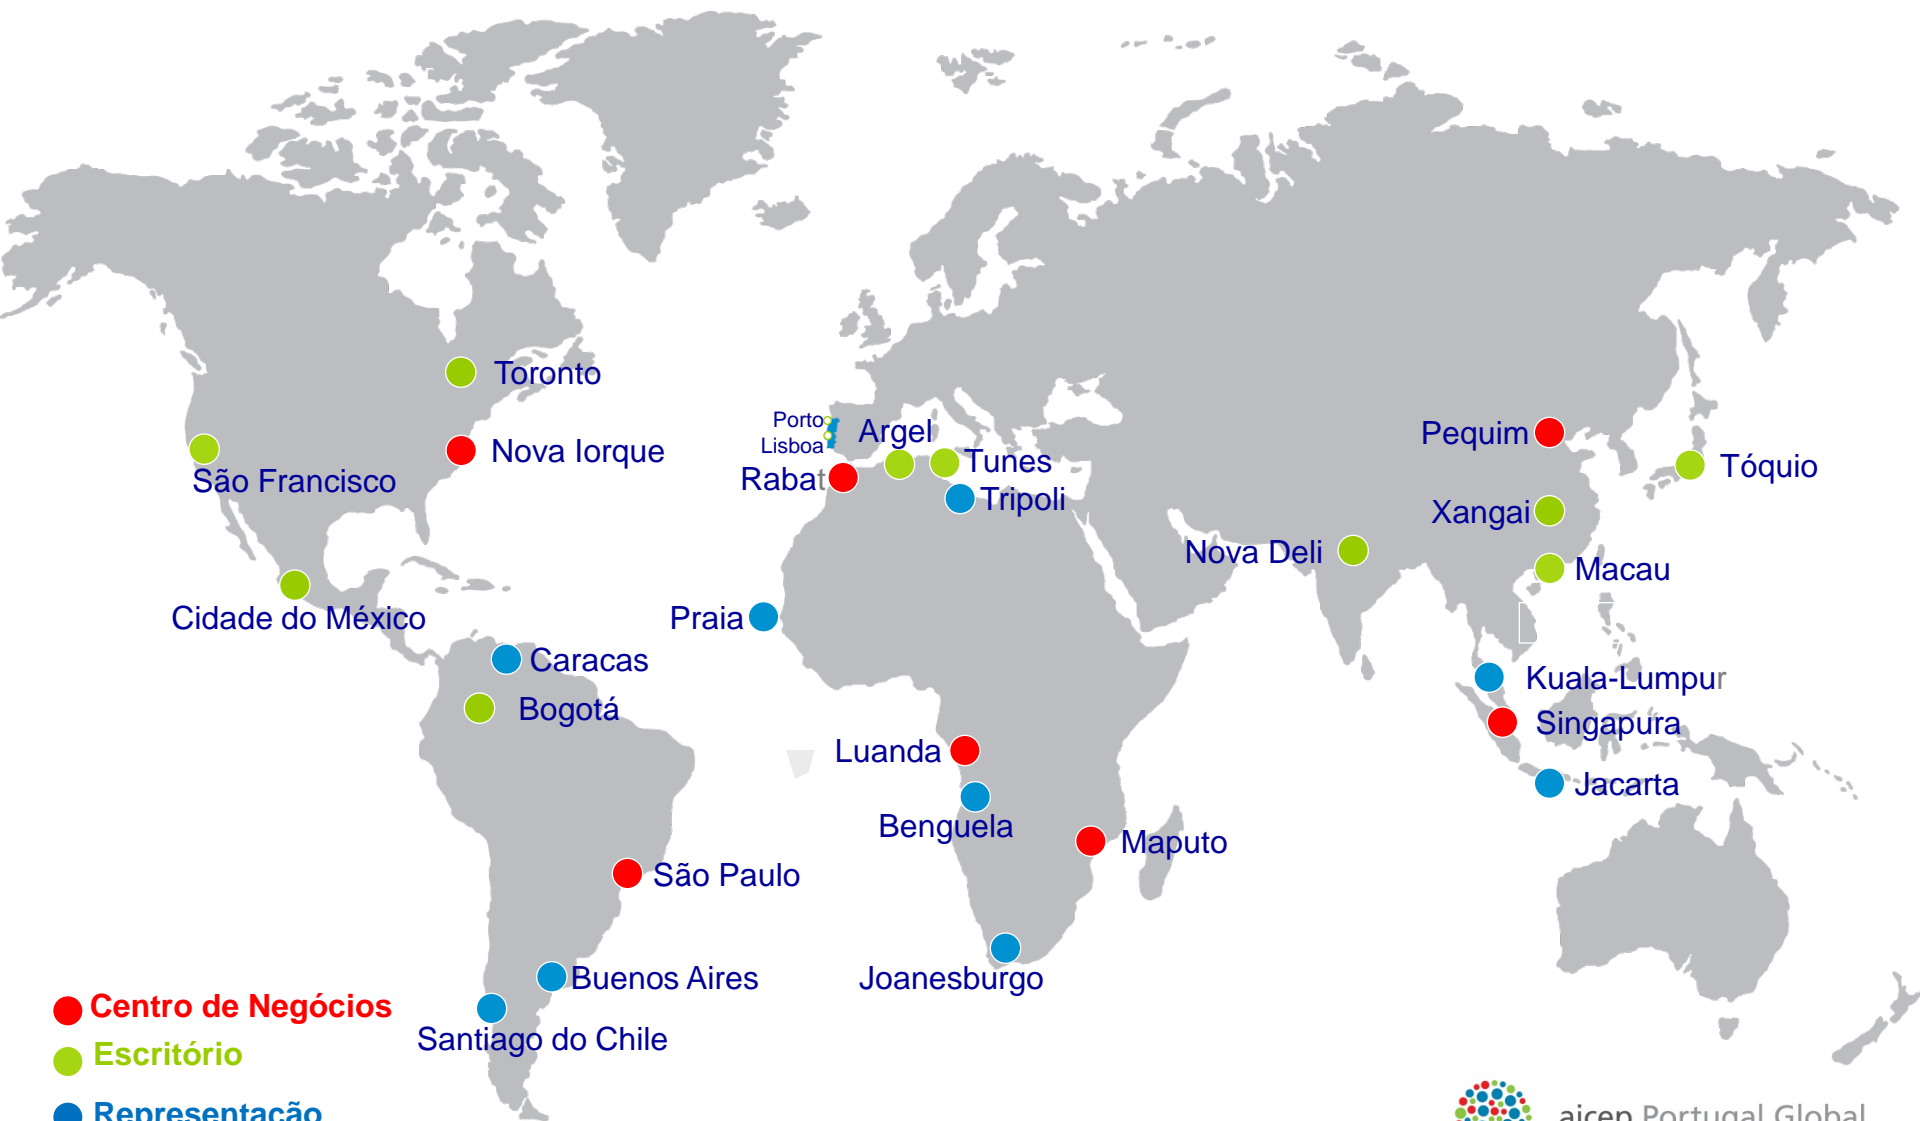 Toronto
Nova Iorque
São Francisco
Cidade do México
Caracas
Bogotá
São Paulo
Buenos Aires
Santiago do Chile
Porto
Lisboa
Argel
Rabat
Tunes
Tripoli
Praia
Luanda
Benguela
Maputo
Joanesburgo
Pequim
Tóquio
Xangai
Nova Deli
Macau
Kuala-Lumpur
Singapura
Jacarta
Centro de Negócios
Escritório
Representação
aicep Portugal Global